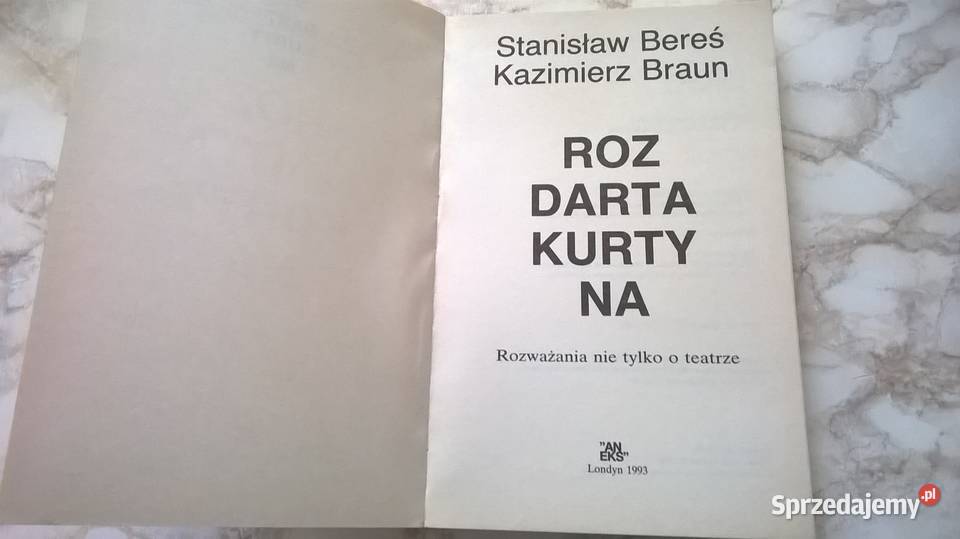 Stanisław Bereś
Kazimierz Braun
ROZ
DARTA
KURTY
NA
Rozważania nie tylko o teatrze
"AN
EKS"
Londyn 1993
Sprzedajemy.pl